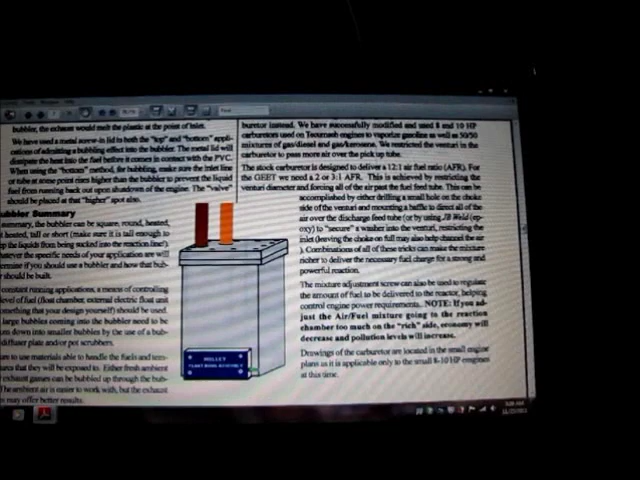 bubbler, the exhaust would melt the plastic at the point of inlet.
We have used a metal screw-in lid to both the "top" and "bottom" appli-
cations of admitting a bubbling effect into the bubbler. The metal lid will
dissipate the heat into the fuel before it comes in contact with the PVC.
When using the "bottom" method, for bubbling, make sure the inlet line
or tube at some point rises higher than the bubbler to prevent the liquid
fuel from running back out upon shutdown of the engine. The "valve"
should be placed at that "higher" spot also.
ubbler Summary
summary, the bubbler can be square, round, heated,
heated, tall or short (make sure it is tall enough to
ep the liquids from being sucked into the reaction line!).
hatever the specific needs of your application are will
ermine if you should use a bubbler and how that bub-
should be built.
constant running applications, a means of controlling
level of fuel (float chamber, external electric float unit
omething that you design yourself) should be used.
large bubbles coming into the bubbler need to be
en down into smaller bubbles by the use of a bub-
diffuser plate and/or pot scrubbers.
ure to use materials able to handle the fuels and tem-
tures that they will be exposed to. Either fresh ambient
exhaust gases can be bubbled up through the bub-
The ambient air is easier to work with, but the exhaust
s may offer better results.
buretor instead. We have successfully modified and used 8 and 10 HP
carburetors used on Tecumseh engines to vaporize gasoline as well as 50/50
mixtures of gas/diesel and gas/kerosene. We restricted the venturi in the
carburetor to pass more air over the pick up tube.
The stock carburetor is designed to deliver a 12:1 air fuel ratio (AFR). For
the GEET we need a 2 or 3:1 AFR. This is achieved by restricting the
venturi diameter and forcing all of the air past the fuel feed tube. This can be
accomplished by either drilling a small hole on the choke
side of the venturi and mounting a baffle to direct all of the
air over the discharge feed tube (or by using JB Weld (ep-
oxy) to "secure" a washer into the venturi, restricting the
inlet (leaving the choke on full may also help channel the air
). Combinations of all of these tricks can make the mixture
richer to deliver the necessary fuel charge for a strong and
powerful reaction.
The mixture adjustment screw can also be used to regulate
the amount of fuel to be delivered to the reactor, helping
control engine power requirements. NOTE: If you ad-
just the Air/Fuel mixture going to the reaction
chamber too much on the "rich" side, economy will
decrease and pollution levels will increase.
Drawings of the carburetor are located in the small engine
plans as it is applicable only to the small 8-10 HP engines
at this time.